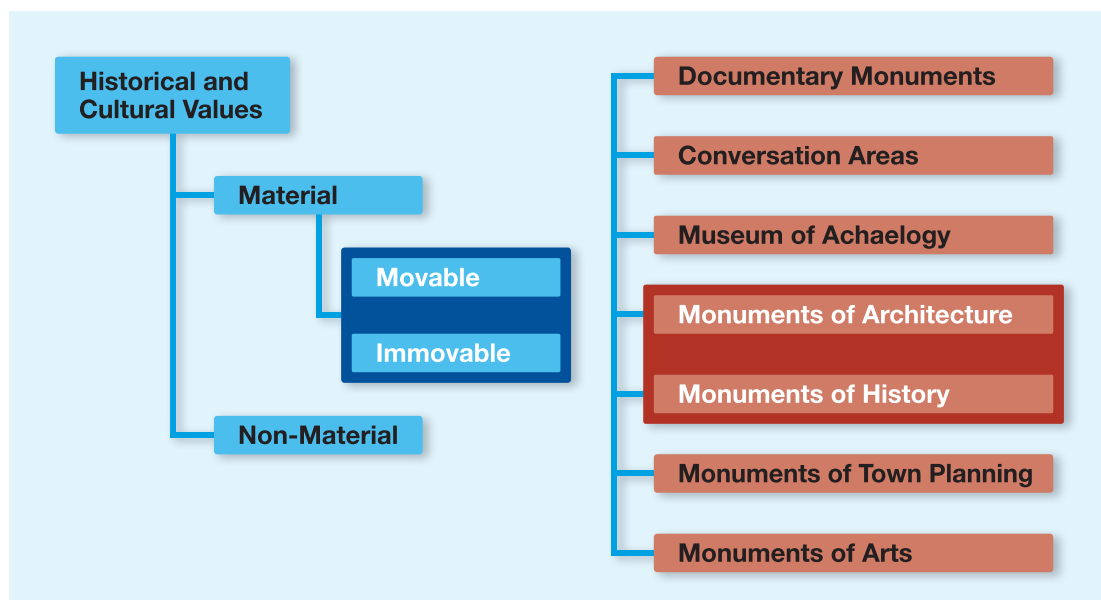 Historical and
Cultural Values
Material
Movable
Immovable
Non-Material
Documentary Monuments
Conversation Areas
Museum of Achaelogy
Monuments of Architecture
Monuments of History
Monuments of Town Planning
Monuments of Arts